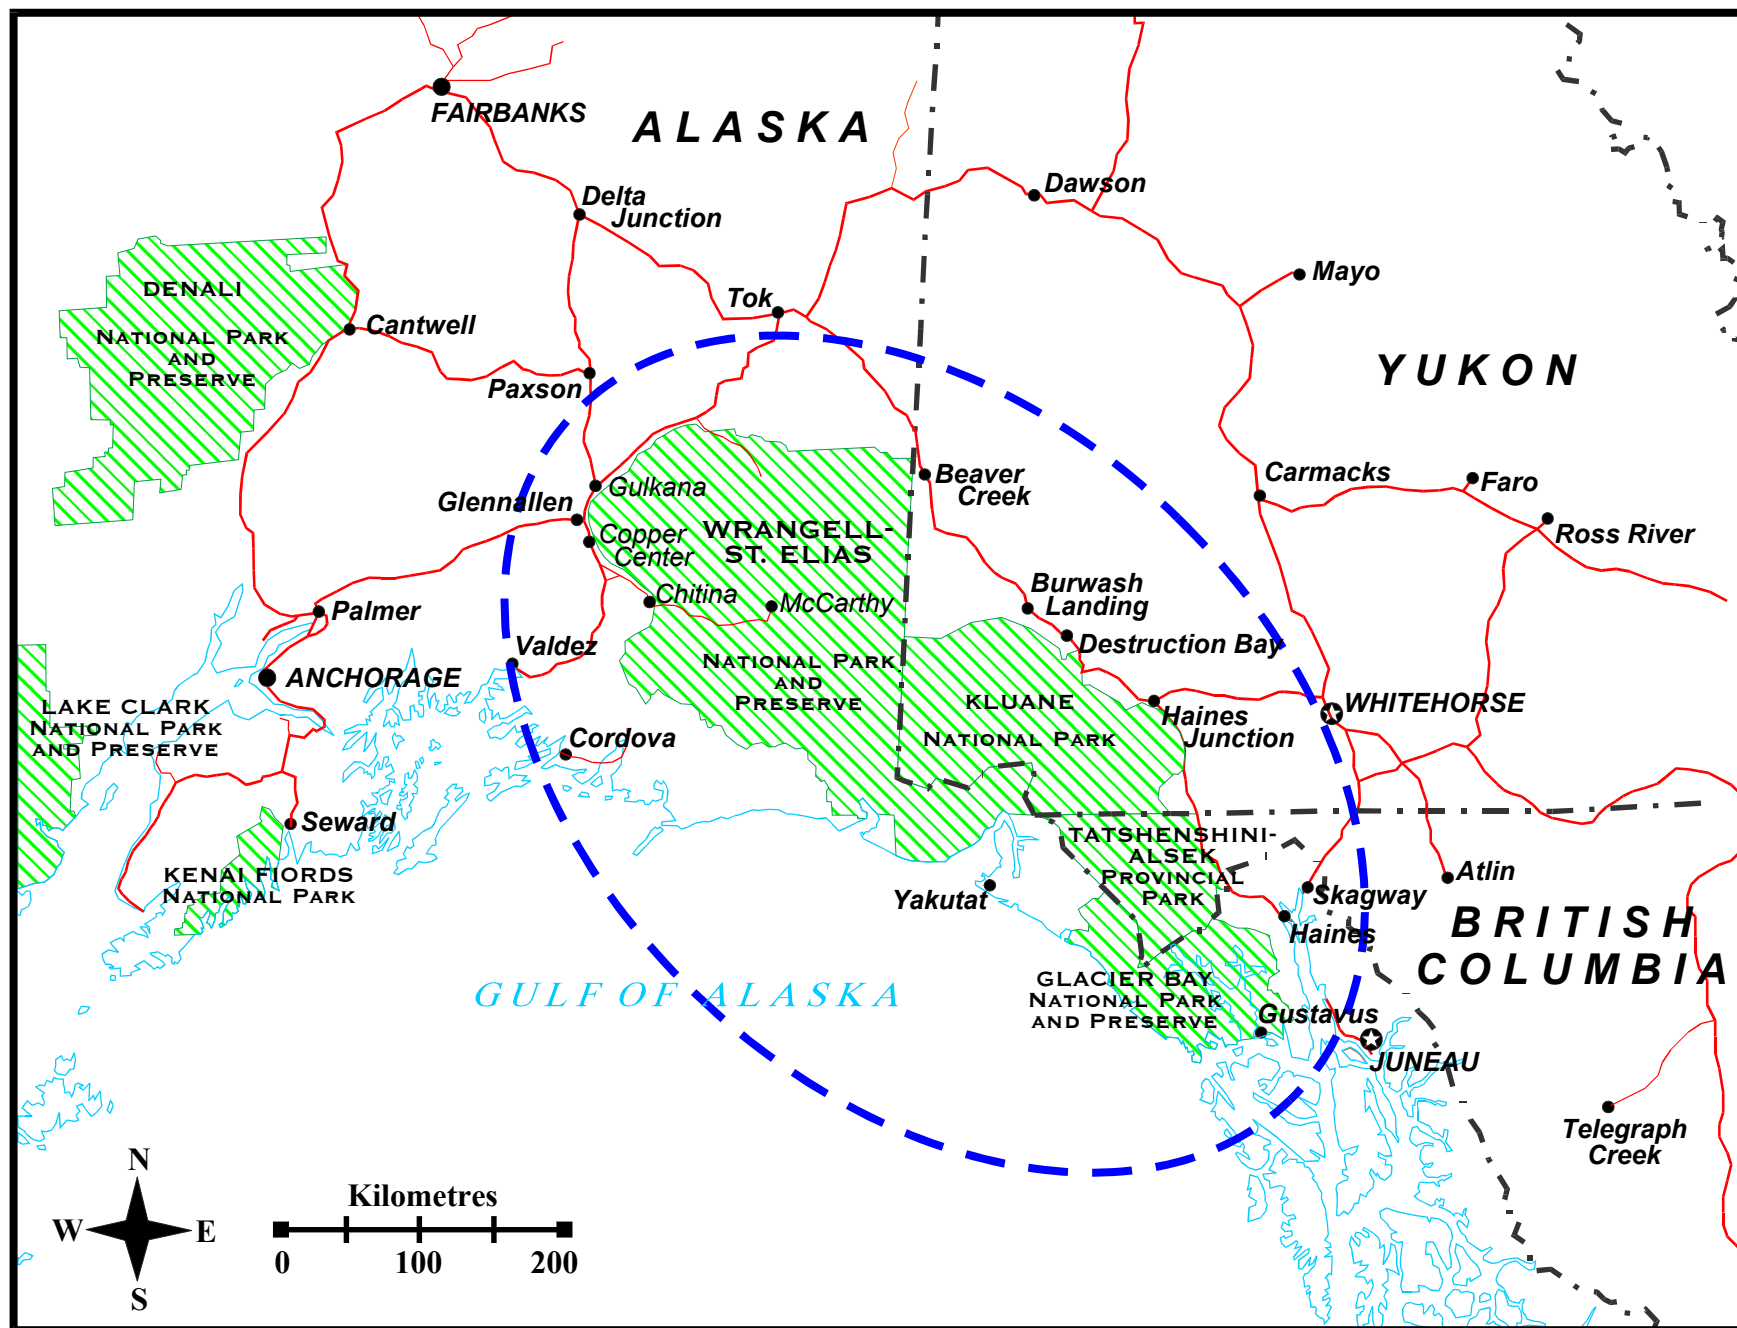 FAIRBANKS
ALASKA
Delta
Junction
Dawson
Mayo
DENALI
National Park
and
Preserve
Cantwell
Tok
Paxson
YUKON
Gulkana
Glennallen
Copper
Center
WRANGELL-
ST. ELIAS
Beaver
Creek
Carmacks
Faro
Ross River
Chitina
McCarthy
Burwash
Landing
Destruction Bay
Palmer
Valdez
National Park
and
Preserve
ANCHORAGE
LAKE CLARK
National Park
and Preserve
KLUANE
National Park
Haines
Junction
WHITEHORSE
Cordova
Seward
KENAI FIORDS
National Park
TATSHENSHINI-
ALSEK
Provincial
Park
Yakutat
Skagway
Haines
Atlin
BRITISH
COLUMBIA
GULF OF ALASKA
GLACIER BAY
National Park
and Preserve
Gustavus
JUNEAU
Telegraph
Creek
N
W E
S
Kilometres
0 100 200